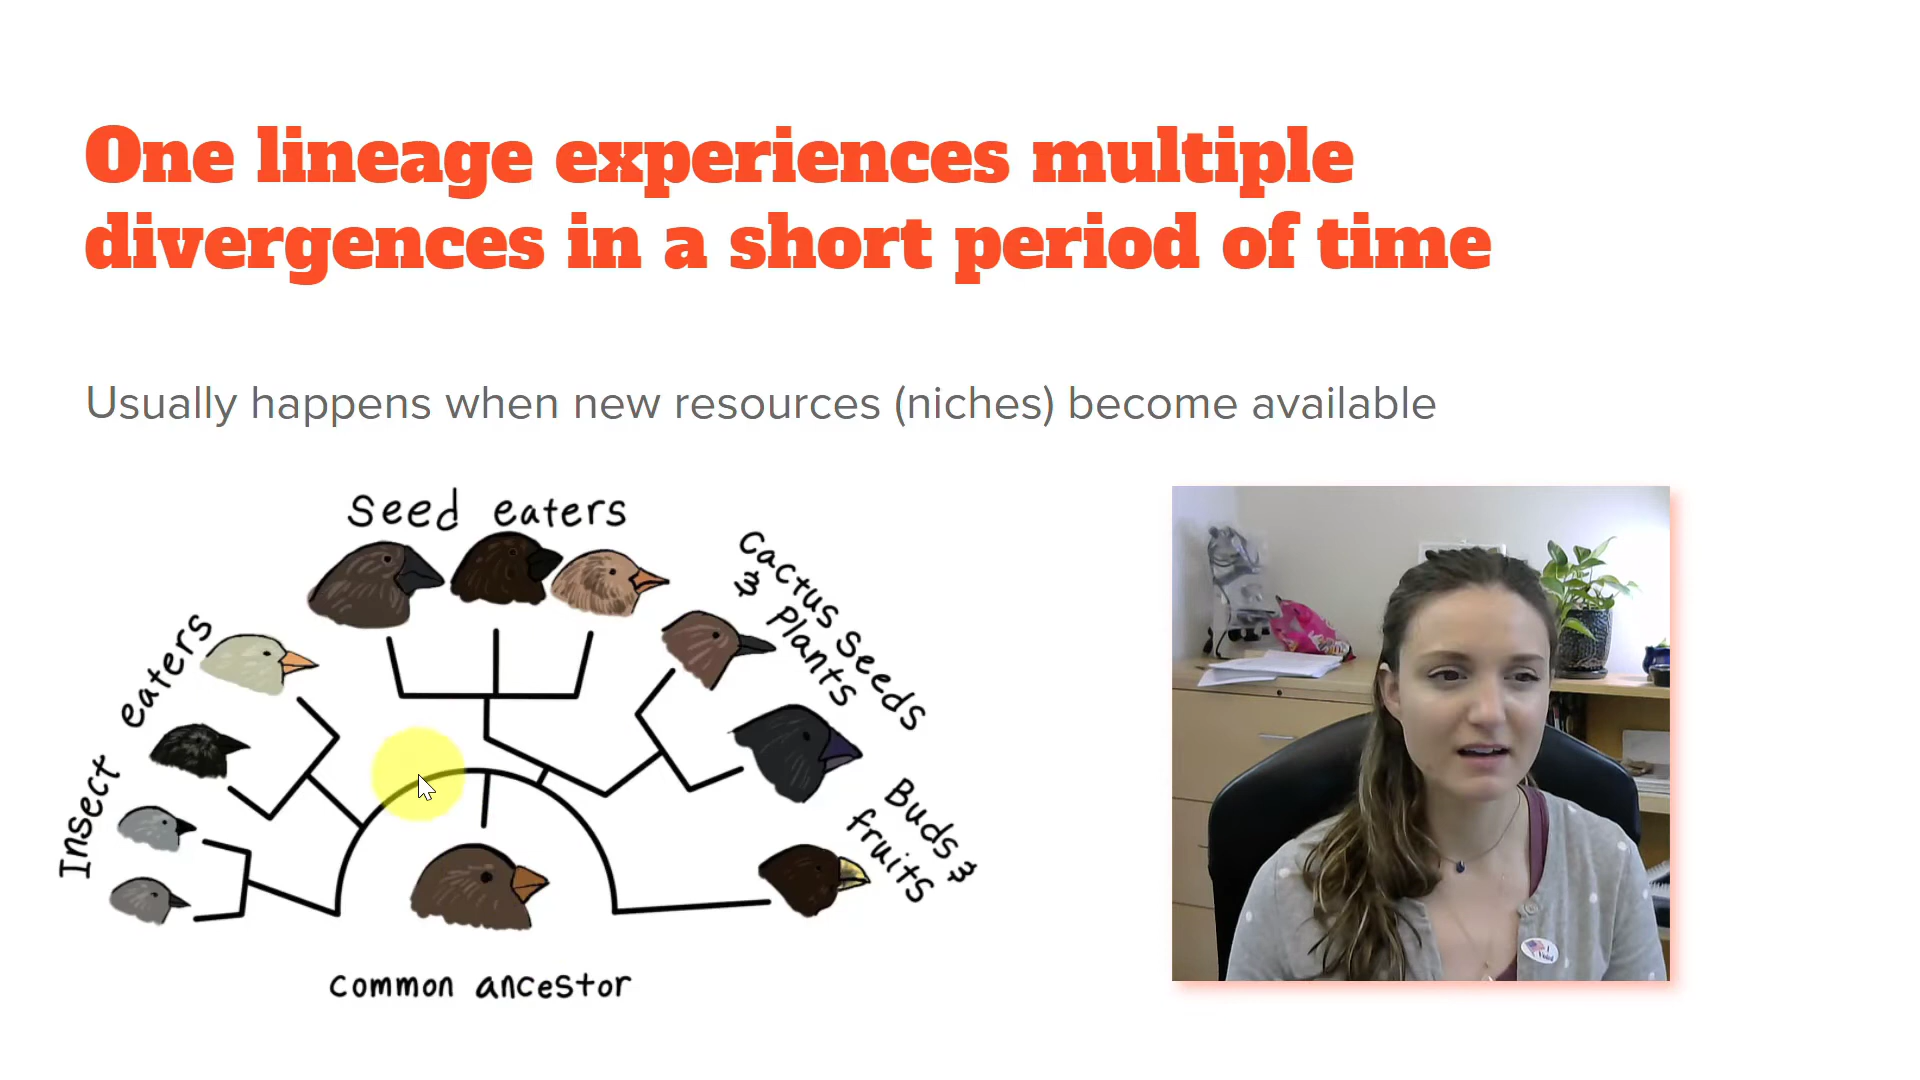 One lineage experiences multiple
divergences in a short period of time
Usually happens when new resources (niches) become available
Seed eaters
Cactus Seeds
& Plants
Insect eaters
Buds &
fruits
common ancestor